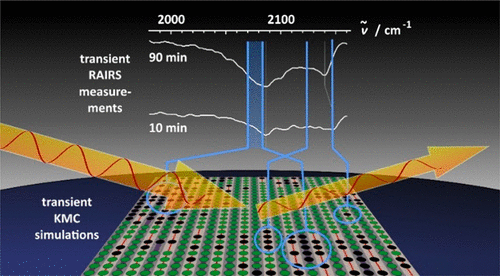 2000 2100 ṽ / cm⁻¹
transient
RAIRS
measure-
ments
90 min
10 min
transient
KMC
simulations